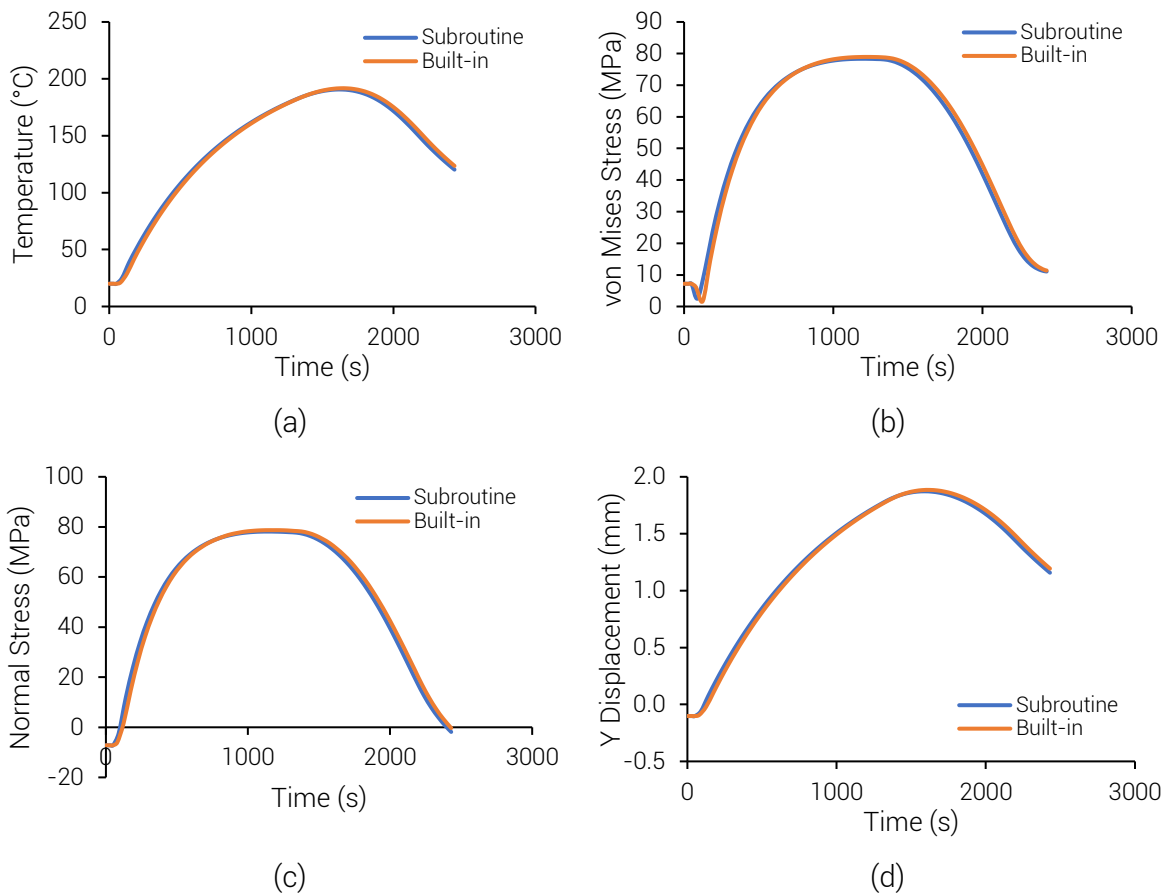 250
200
150
100
50
0
Temperature (°C)
Subroutine
Built-in
0
1000
2000
3000
Time (s)
(a)
90
80
70
60
50
40
30
20
10
0
von Mises Stress (MPa)
Subroutine
Built-in
0
1000
2000
3000
Time (s)
(b)
100
80
60
40
20
0
-20
Normal Stress (MPa)
Subroutine
Built-in
0
1000
2000
3000
Time (s)
(c)
2.0
1.5
1.0
0.5
0.0
-0.5
Y Displacement (mm)
Subroutine
Built-in
0
1000
2000
3000
Time (s)
(d)